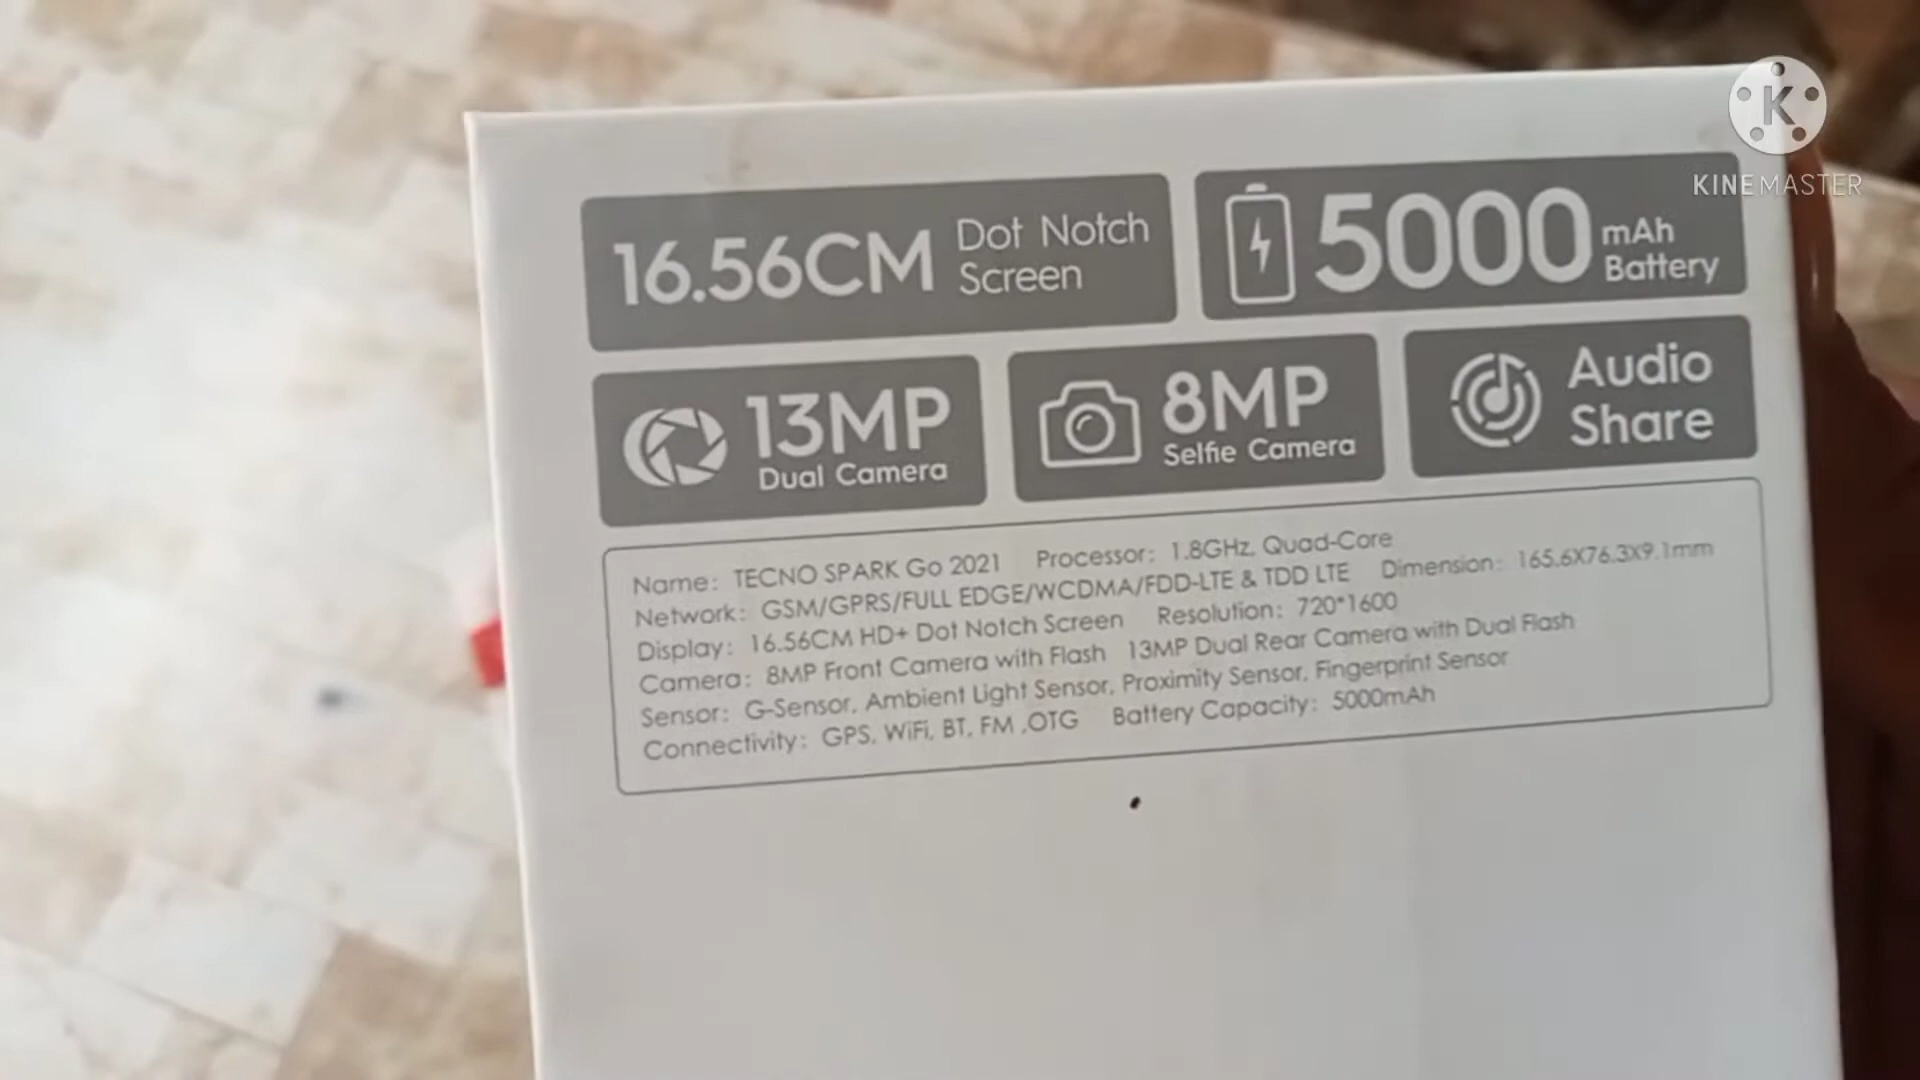 KINEMASTER
16.56CM Dot Notch Screen
5000 mAh Battery
13MP Dual Camera
8MP Selfie Camera
Audio Share
Name: TECNO SPARK Go 2021 Processor: 1.8GHz, Quad-Core
Network: GSM/GPRS/FULL EDGE/WCDMA/FDD-LTE & TDD LTE Dimension: 165.6X76.3X9.1mm
Display: 16.56CM HD+ Dot Notch Screen Resolution: 720*1600
Camera: 8MP Front Camera with Flash 13MP Dual Rear Camera with Dual Flash
Sensor: G-Sensor, Ambient Light Sensor, Proximity Sensor, Fingerprint Sensor
Connectivity: GPS, WiFi, BT, FM ,OTG Battery Capacity: 5000mAh